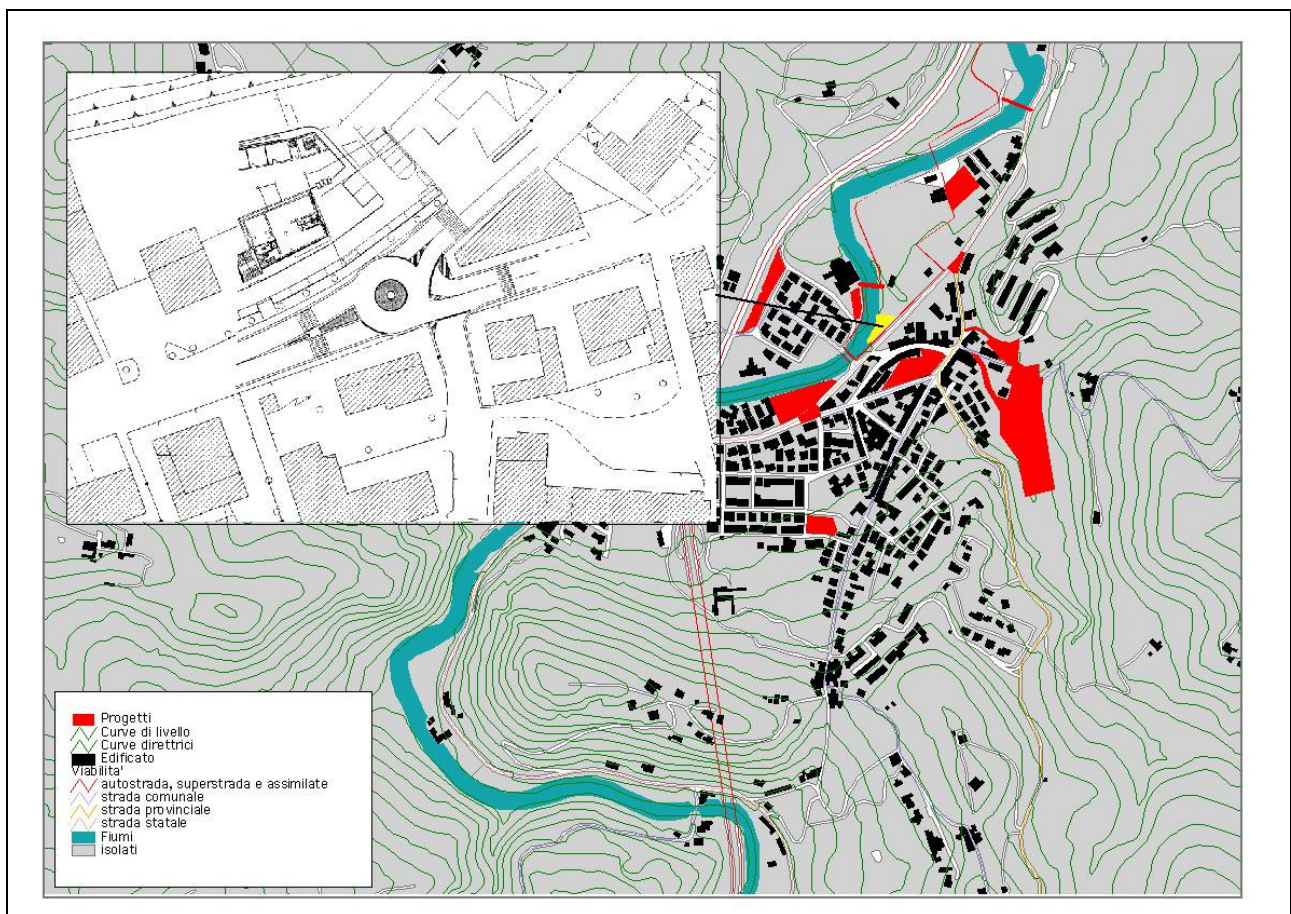 Progetti
Curve di livello
Curve direttrici
Edificato
Viabilita'
autostrada, superstrada e assimilate
strada comunale
strada provinciale
strada statale
Fiumi
isolati